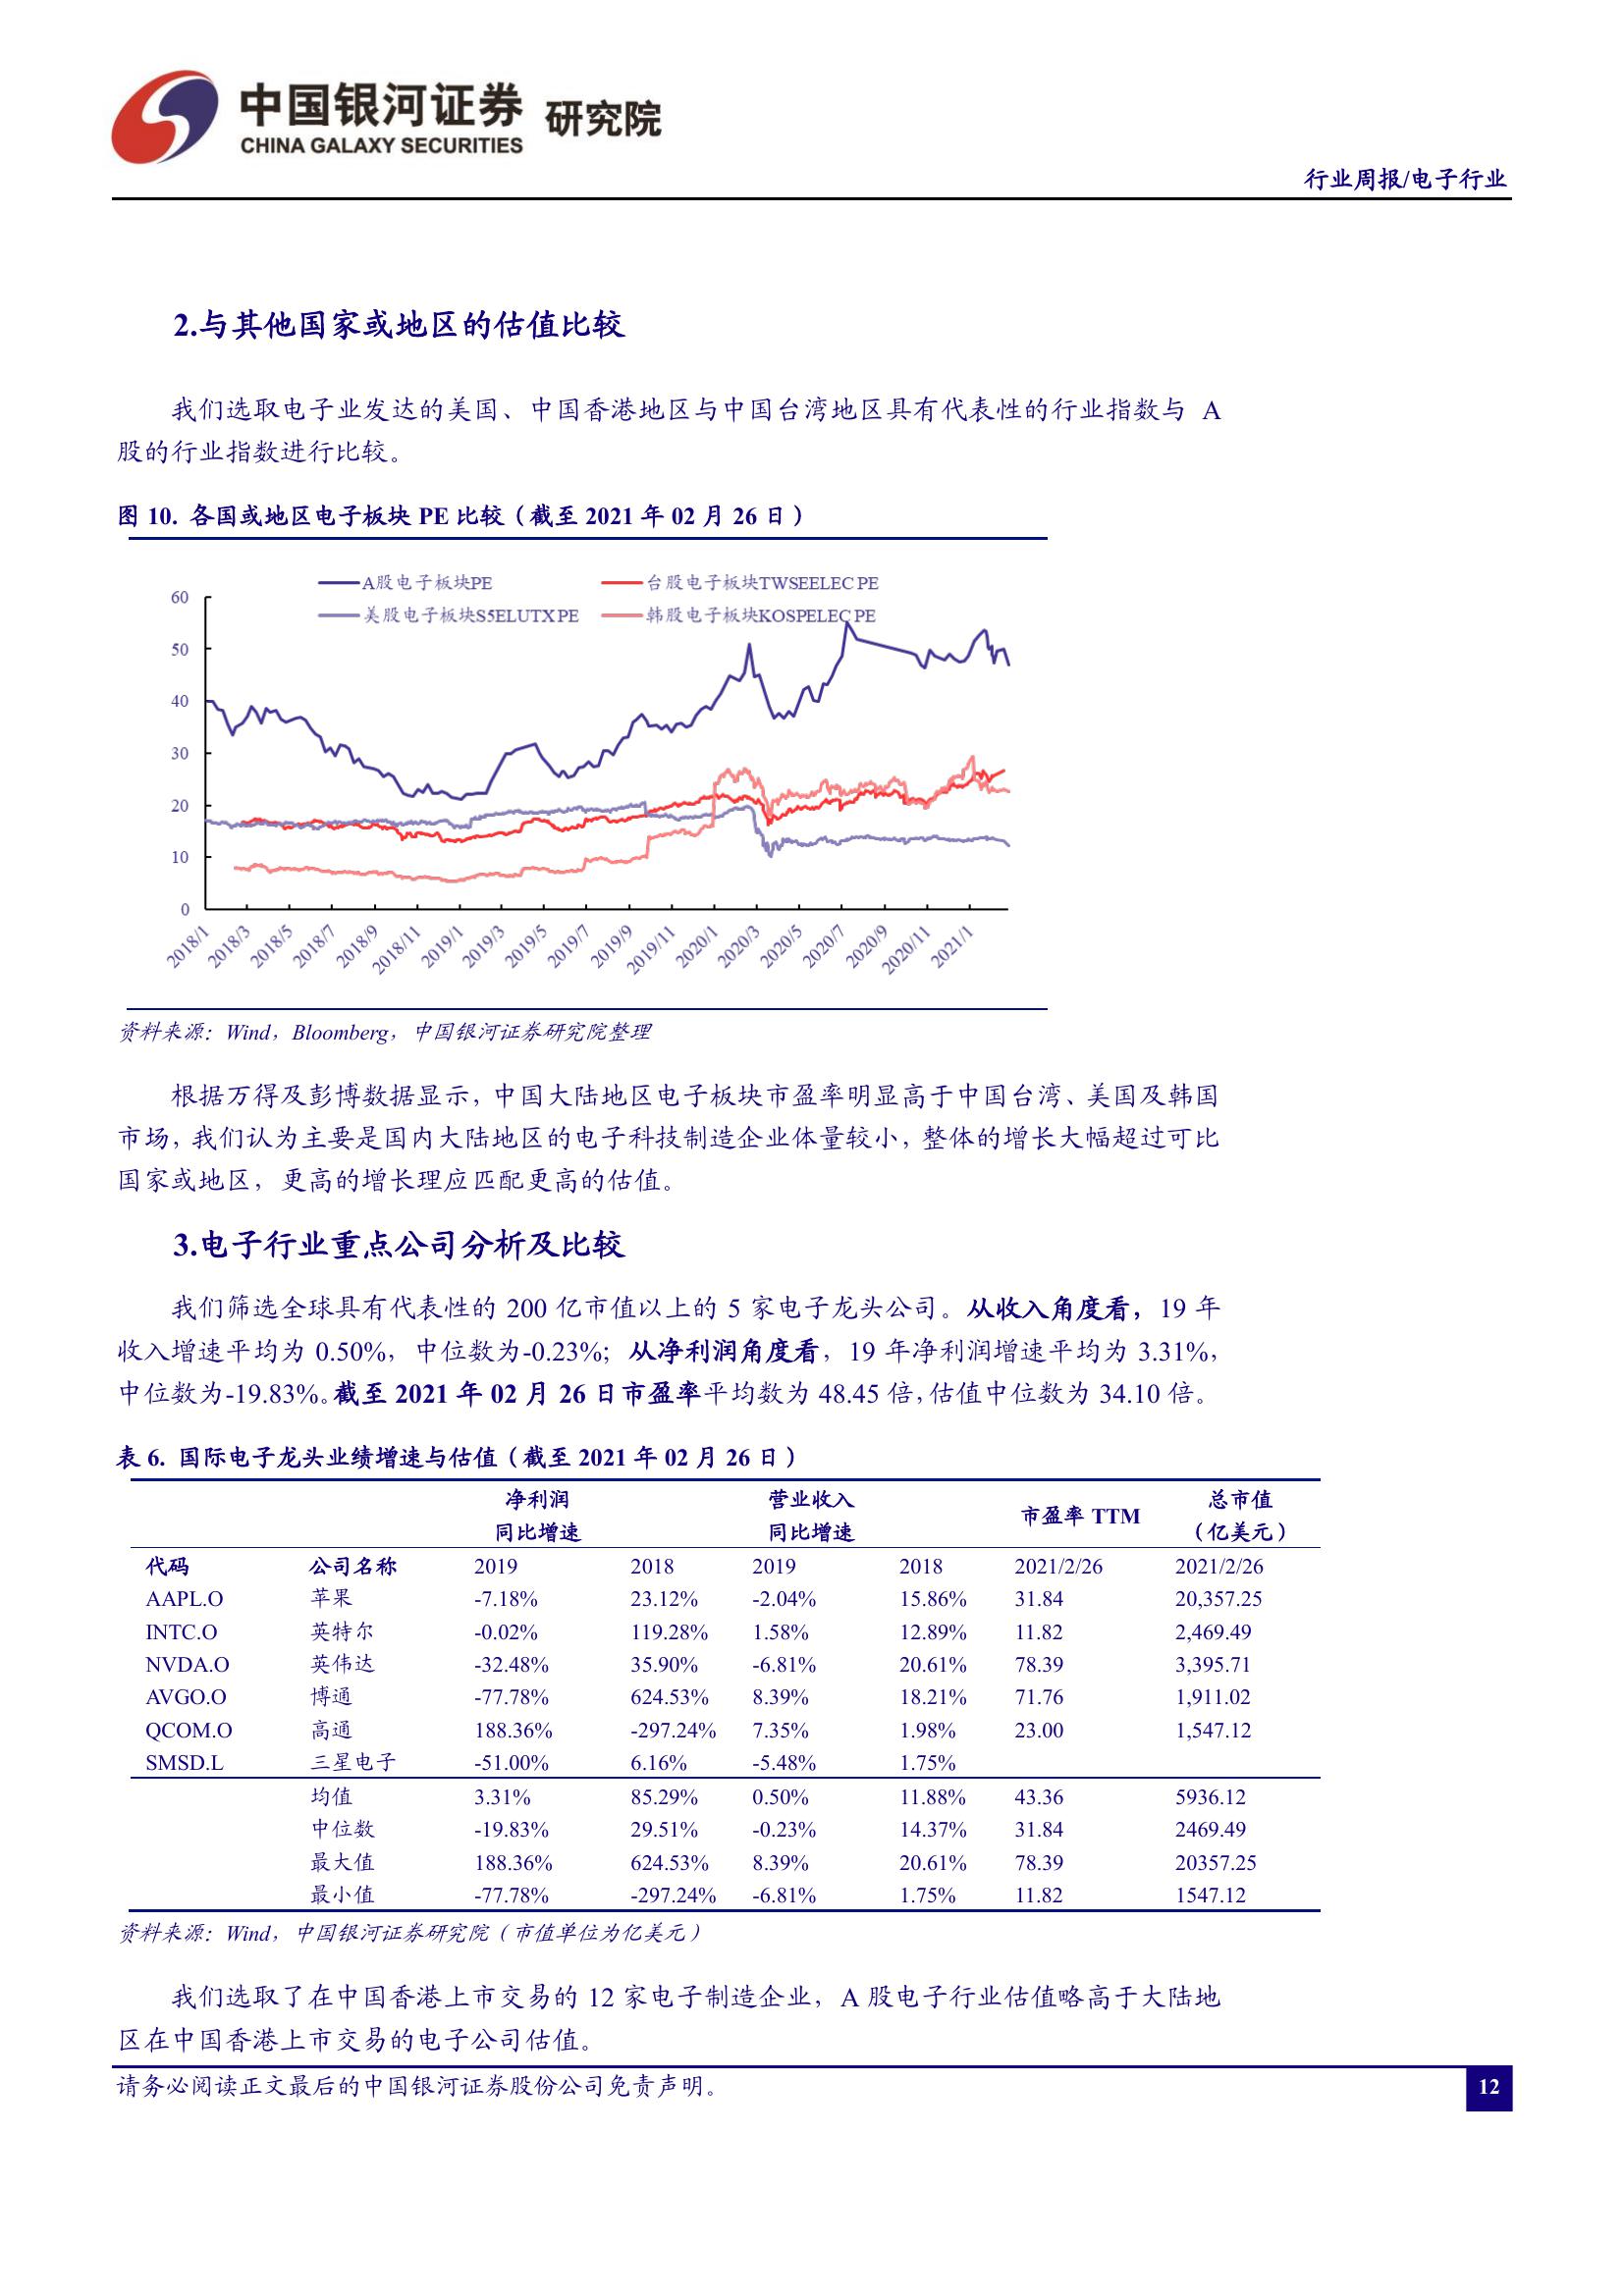 中国银河证券 研究院
CHINA GALAXY SECURITIES
行业周报/电子行业
2.与其他国家或地区的估值比较
我们选取电子业发达的美国、中国香港地区与中国台湾地区具有代表性的行业指数与 A
股的行业指数进行比较。
图 10. 各国或地区电子板块 PE 比较（截至 2021 年 02 月 26 日）
A股电子板块PE 台股电子板块TWSEELEC PE
美股电子板块S5ELUTX PE 韩股电子板块KOSPELEC PE
60
50
40
30
20
10
0
2018/1 2018/3 2018/5 2018/7 2018/9 2018/11 2019/1 2019/3 2019/5 2019/7 2019/9 2019/11 2020/1 2020/3 2020/5 2020/7 2020/9 2020/11 2021/1
资料来源：Wind，Bloomberg，中国银河证券研究院整理
根据万得及彭博数据显示，中国大陆地区电子板块市盈率明显高于中国台湾、美国及韩国
市场，我们认为主要是国内大陆地区的电子科技制造企业体量较小，整体的增长大幅超过可比
国家或地区，更高的增长理应匹配更高的估值。
3.电子行业重点公司分析及比较
我们筛选全球具有代表性的 200 亿市值以上的 5 家电子龙头公司。从收入角度看，19 年
收入增速平均为 0.50%，中位数为-0.23%；从净利润角度看，19 年净利润增速平均为 3.31%，
中位数为-19.83%。截至 2021 年 02 月 26 日市盈率平均数为 48.45 倍，估值中位数为 34.10 倍。
表 6. 国际电子龙头业绩增速与估值（截至 2021 年 02 月 26 日）
净利润 营业收入 市盈率 TTM 总市值
同比增速 同比增速 （亿美元）
代码 公司名称 2019 2018 2019 2018 2021/2/26 2021/2/26
AAPL.O 苹果 -7.18% 23.12% -2.04% 15.86% 31.84 20,357.25
INTC.O 英特尔 -0.02% 119.28% 1.58% 12.89% 11.82 2,469.49
NVDA.O 英伟达 -32.48% 35.90% -6.81% 20.61% 78.39 3,395.71
AVGO.O 博通 -77.78% 624.53% 8.39% 18.21% 71.76 1,911.02
QCOM.O 高通 188.36% -297.24% 7.35% 1.98% 23.00 1,547.12
SMSD.L 三星电子 -51.00% 6.16% -5.48% 1.75%
均值 3.31% 85.29% 0.50% 11.88% 43.36 5936.12
中位数 -19.83% 29.51% -0.23% 14.37% 31.84 2469.49
最大值 188.36% 624.53% 8.39% 20.61% 78.39 20357.25
最小值 -77.78% -297.24% -6.81% 1.75% 11.82 1547.12
资料来源：Wind，中国银河证券研究院（市值单位为亿美元）
我们选取了在中国香港上市交易的 12 家电子制造企业，A 股电子行业估值略高于大陆地
区在中国香港上市交易的电子公司估值。
请务必阅读正文最后的中国银河证券股份公司免责声明。
12